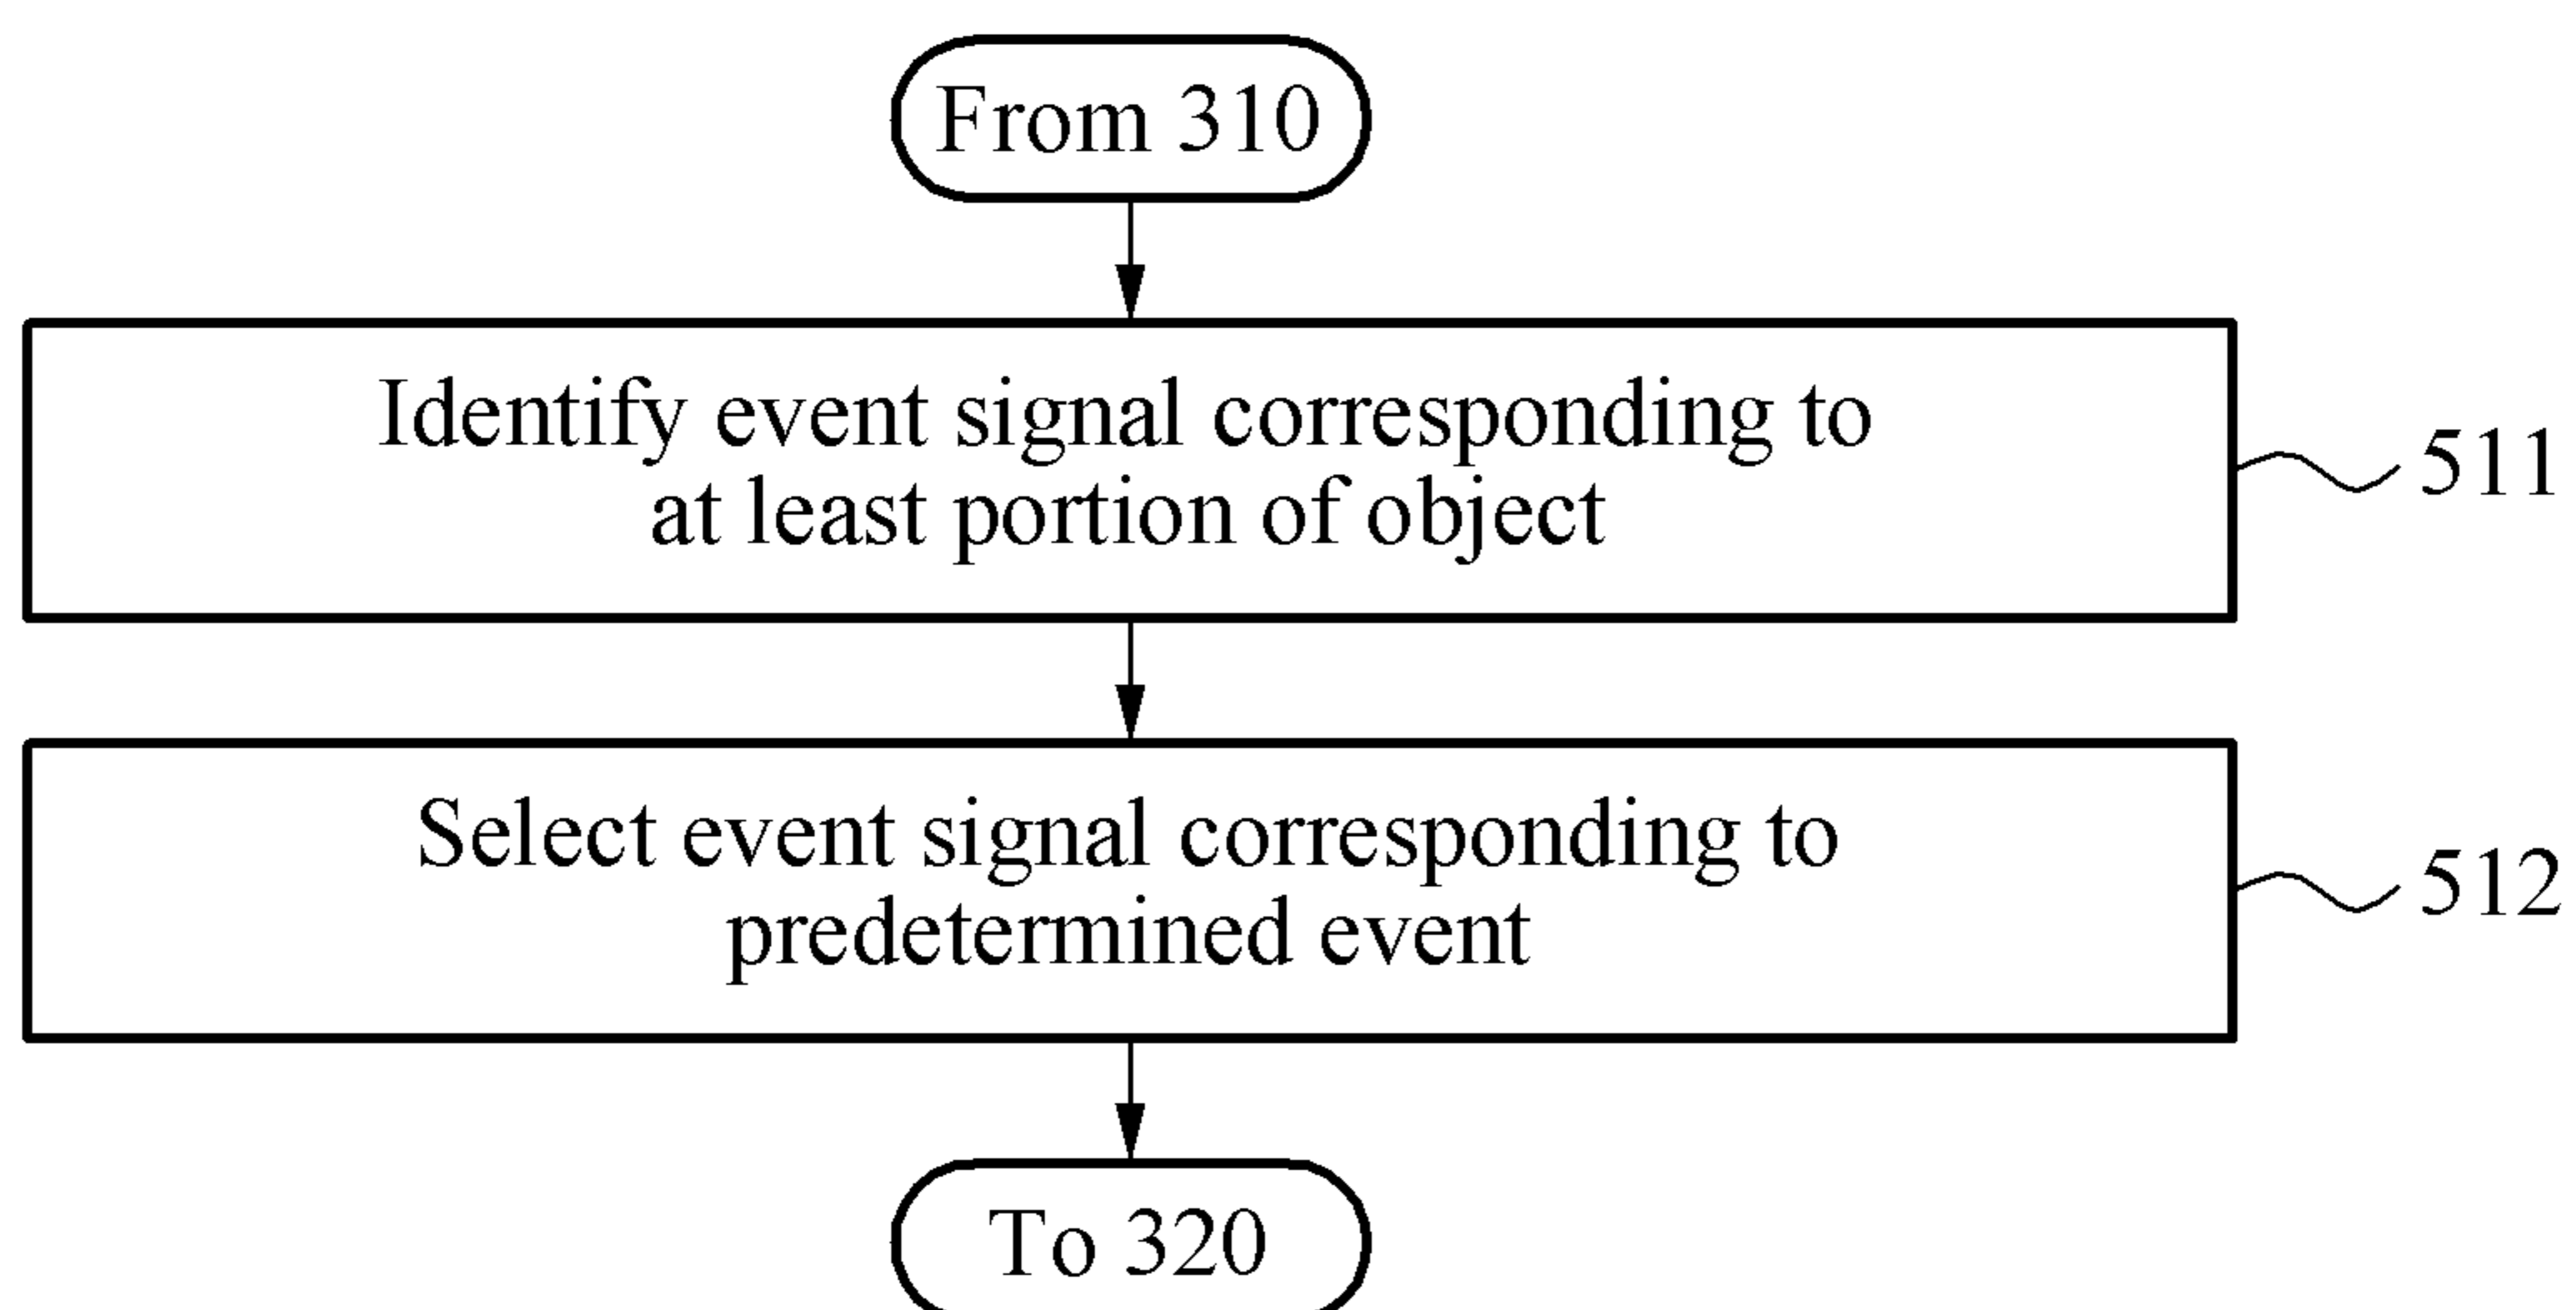 From 310
Identify event signal corresponding to
at least portion of object
511
Select event signal corresponding to
predetermined event
512
To 320